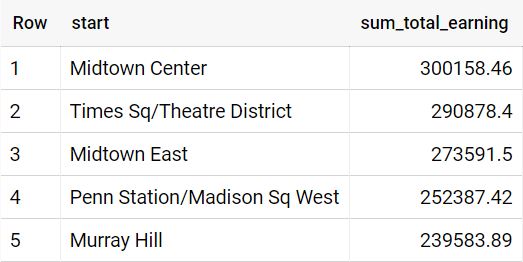 Row start sum_total_earning
1 Midtown Center 300158.46
2 Times Sq/Theatre District 290878.4
3 Midtown East 273591.5
4 Penn Station/Madison Sq West 252387.42
5 Murray Hill 239583.89